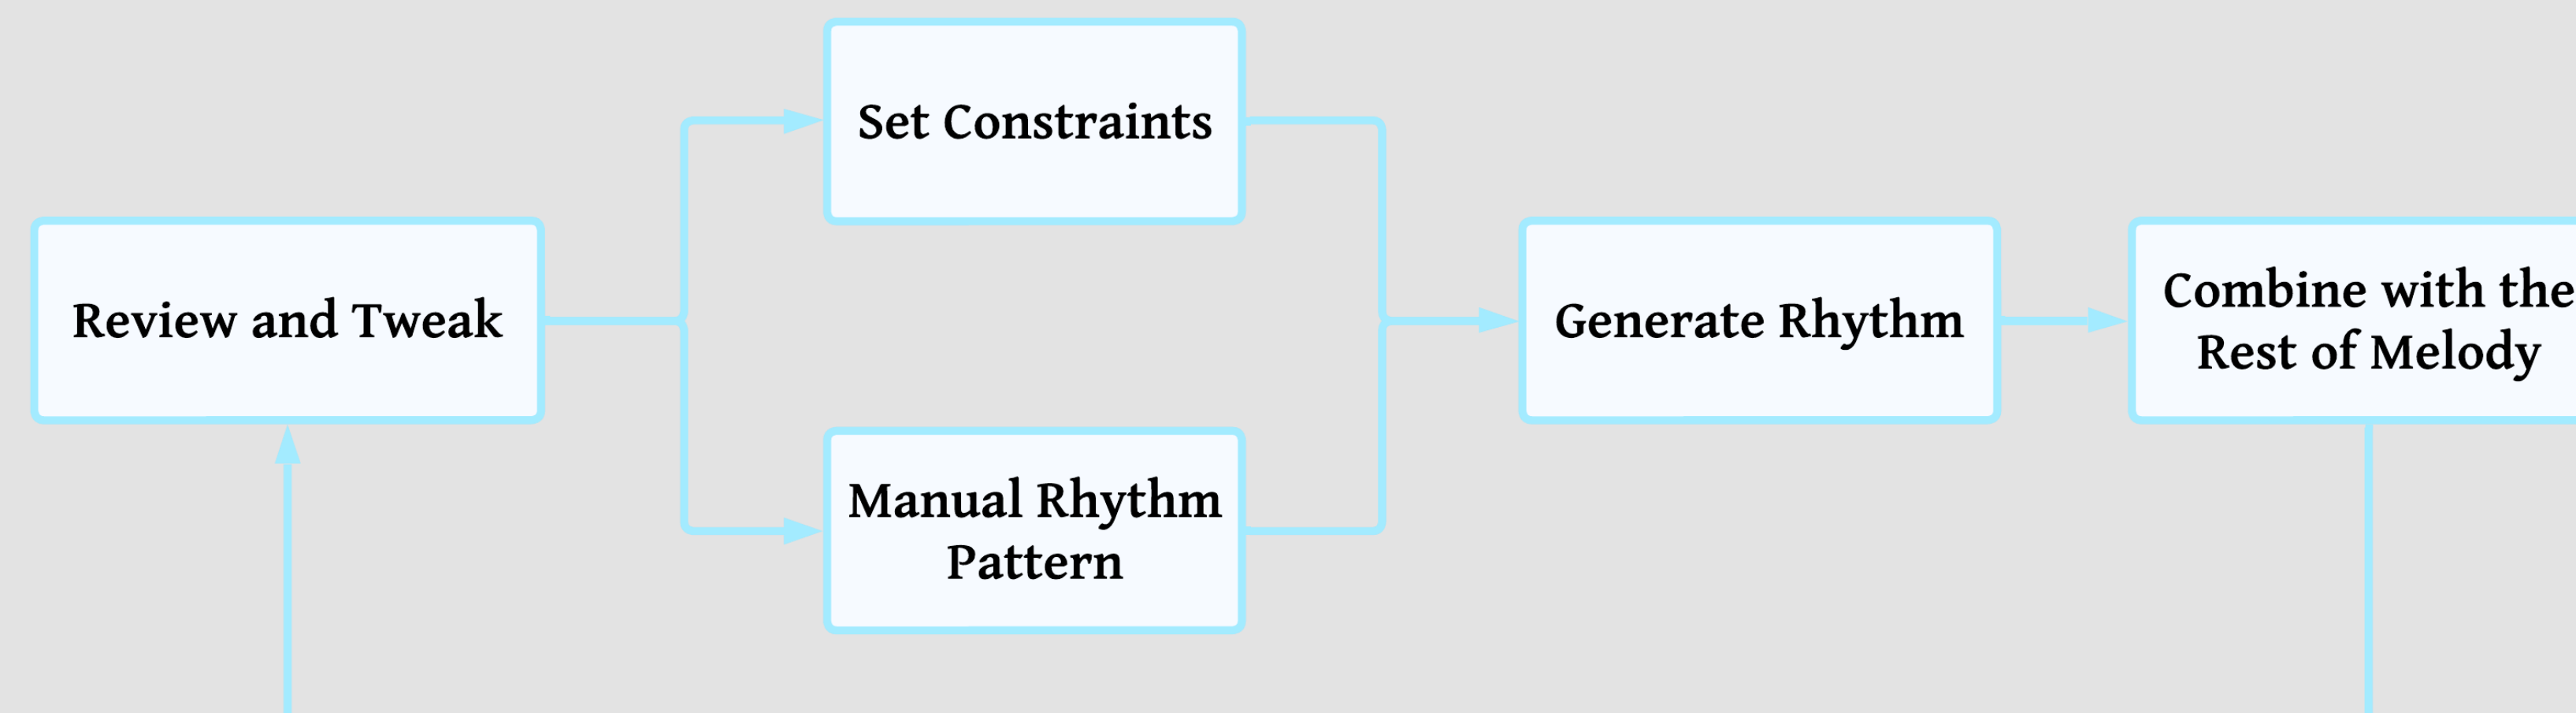 Set Constraints
Review and Tweak
Generate Rhythm
Combine with the
Rest of Melody
Manual Rhythm
Pattern